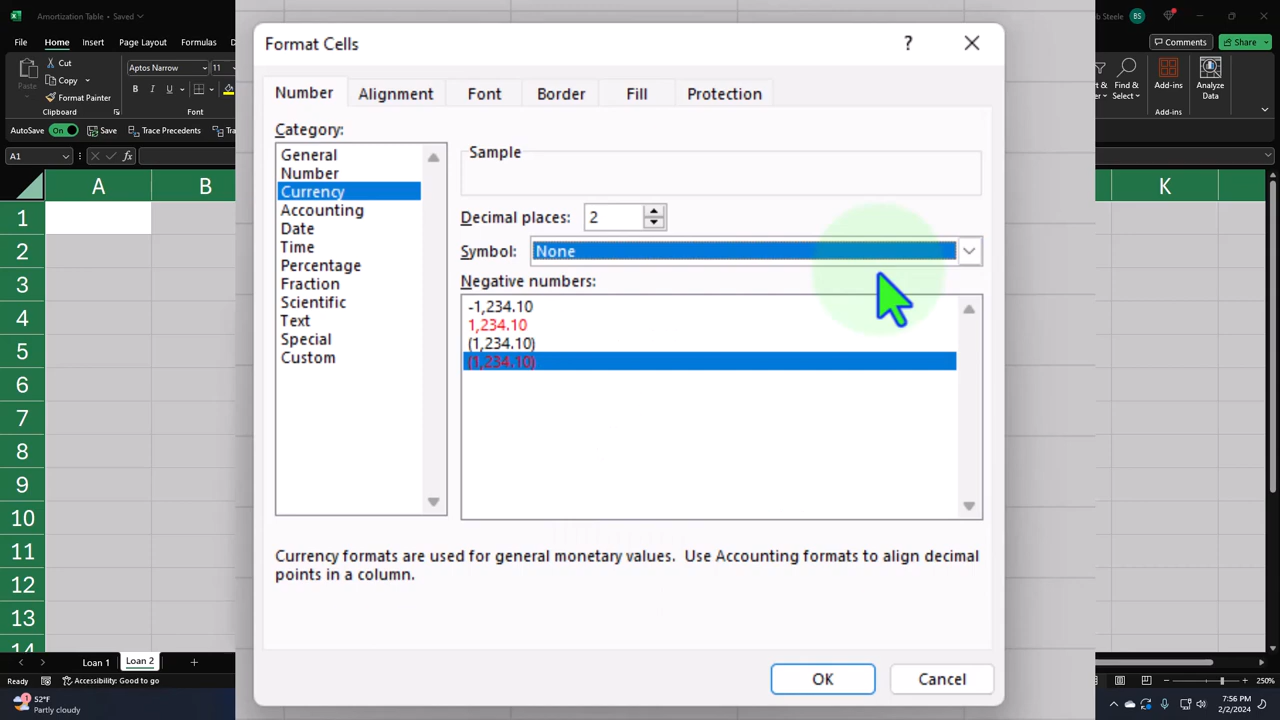 Amortization Table • Saved
b Steele
BS
File
Home
Insert
Page Layout
Formulas
Comments
Share
Paste
Cut
Copy
Format Painter
Clipboard
Aptos Narrow
11
B I U
Font
Find &
Select
Add-ins
Add-ins
Analyze
Data
AutoSave On Save Trace Precedents
A1
fx
A B K
1
2
3
4
5
6
7
8
9
10
11
12
13
14
Format Cells
?
Number Alignment Font Border Fill Protection
Category:
General
Number
Currency
Accounting
Date
Time
Percentage
Fraction
Scientific
Text
Special
Custom
Sample
Decimal places: 2
Symbol: None
Negative numbers:
-1,234.10
1,234.10
(1,234.10)
(1,234.10)
Currency formats are used for general monetary values.  Use Accounting formats to align decimal
points in a column.
OK Cancel
Loan 1 Loan 2 +
Ready Accessibility: Good to go
250%
52°F
Partly cloudy
7:56 PM
2/2/2024